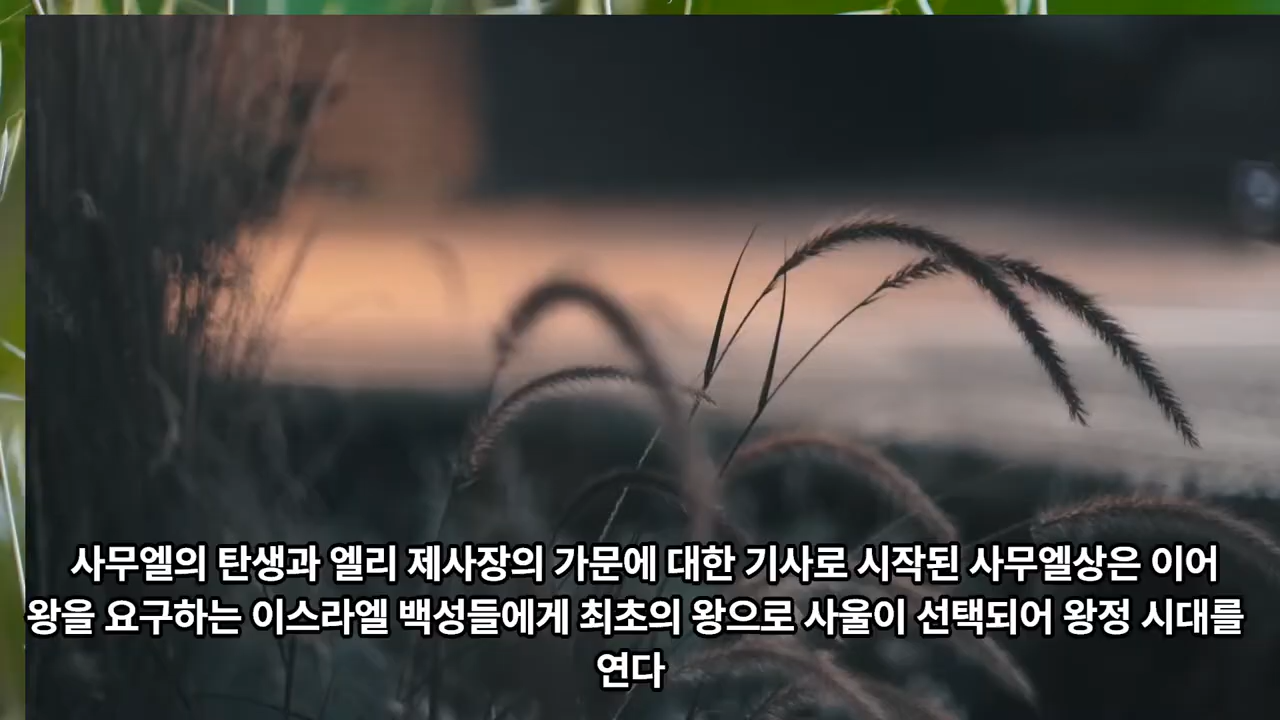 사무엘의 탄생과 엘리 제사장의 가문에 대한 기사로 시작된 사무엘상은 이어
왕을 요구하는 이스라엘 백성들에게 최초의 왕으로 사울이 선택되어 왕정 시대를
연다